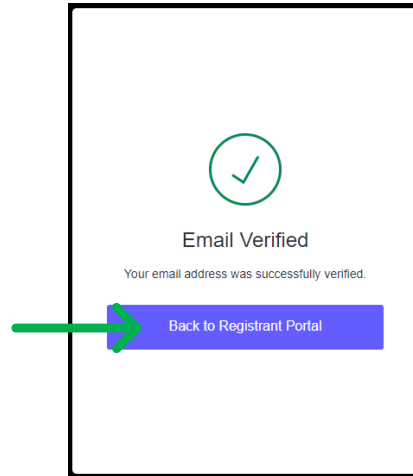 Email Verified
Your email address was successfully verified.
Back to Registrant Portal